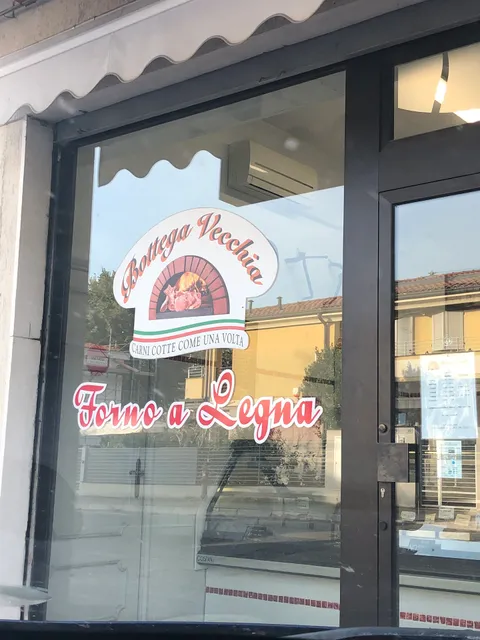 Bottega Vecchia
CARNI COTTE COME UNA VOLTA
Forno a Legna